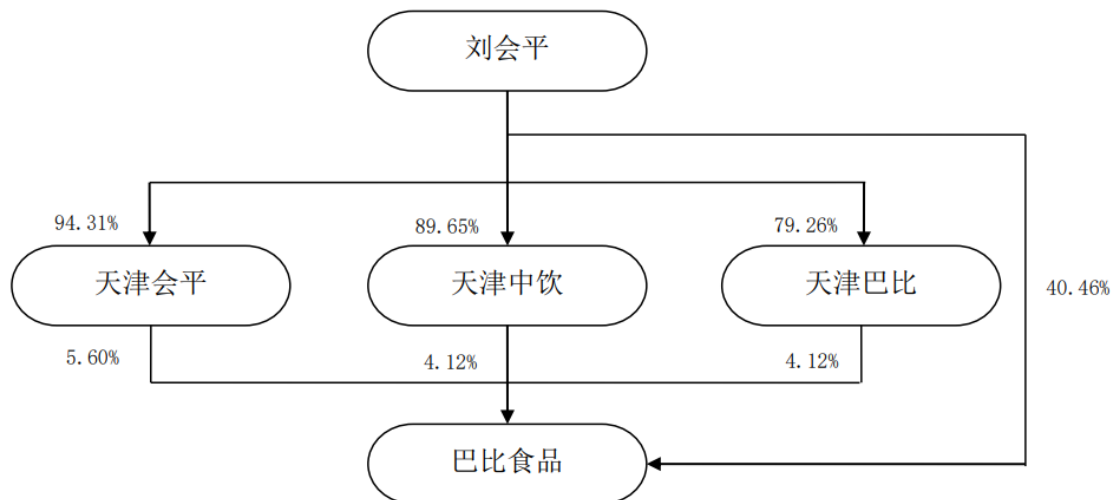 刘会平
94.31%
89.65%
79.26%
天津会平
天津中饮
天津巴比
40.46%
5.60%
4.12%
4.12%
巴比食品